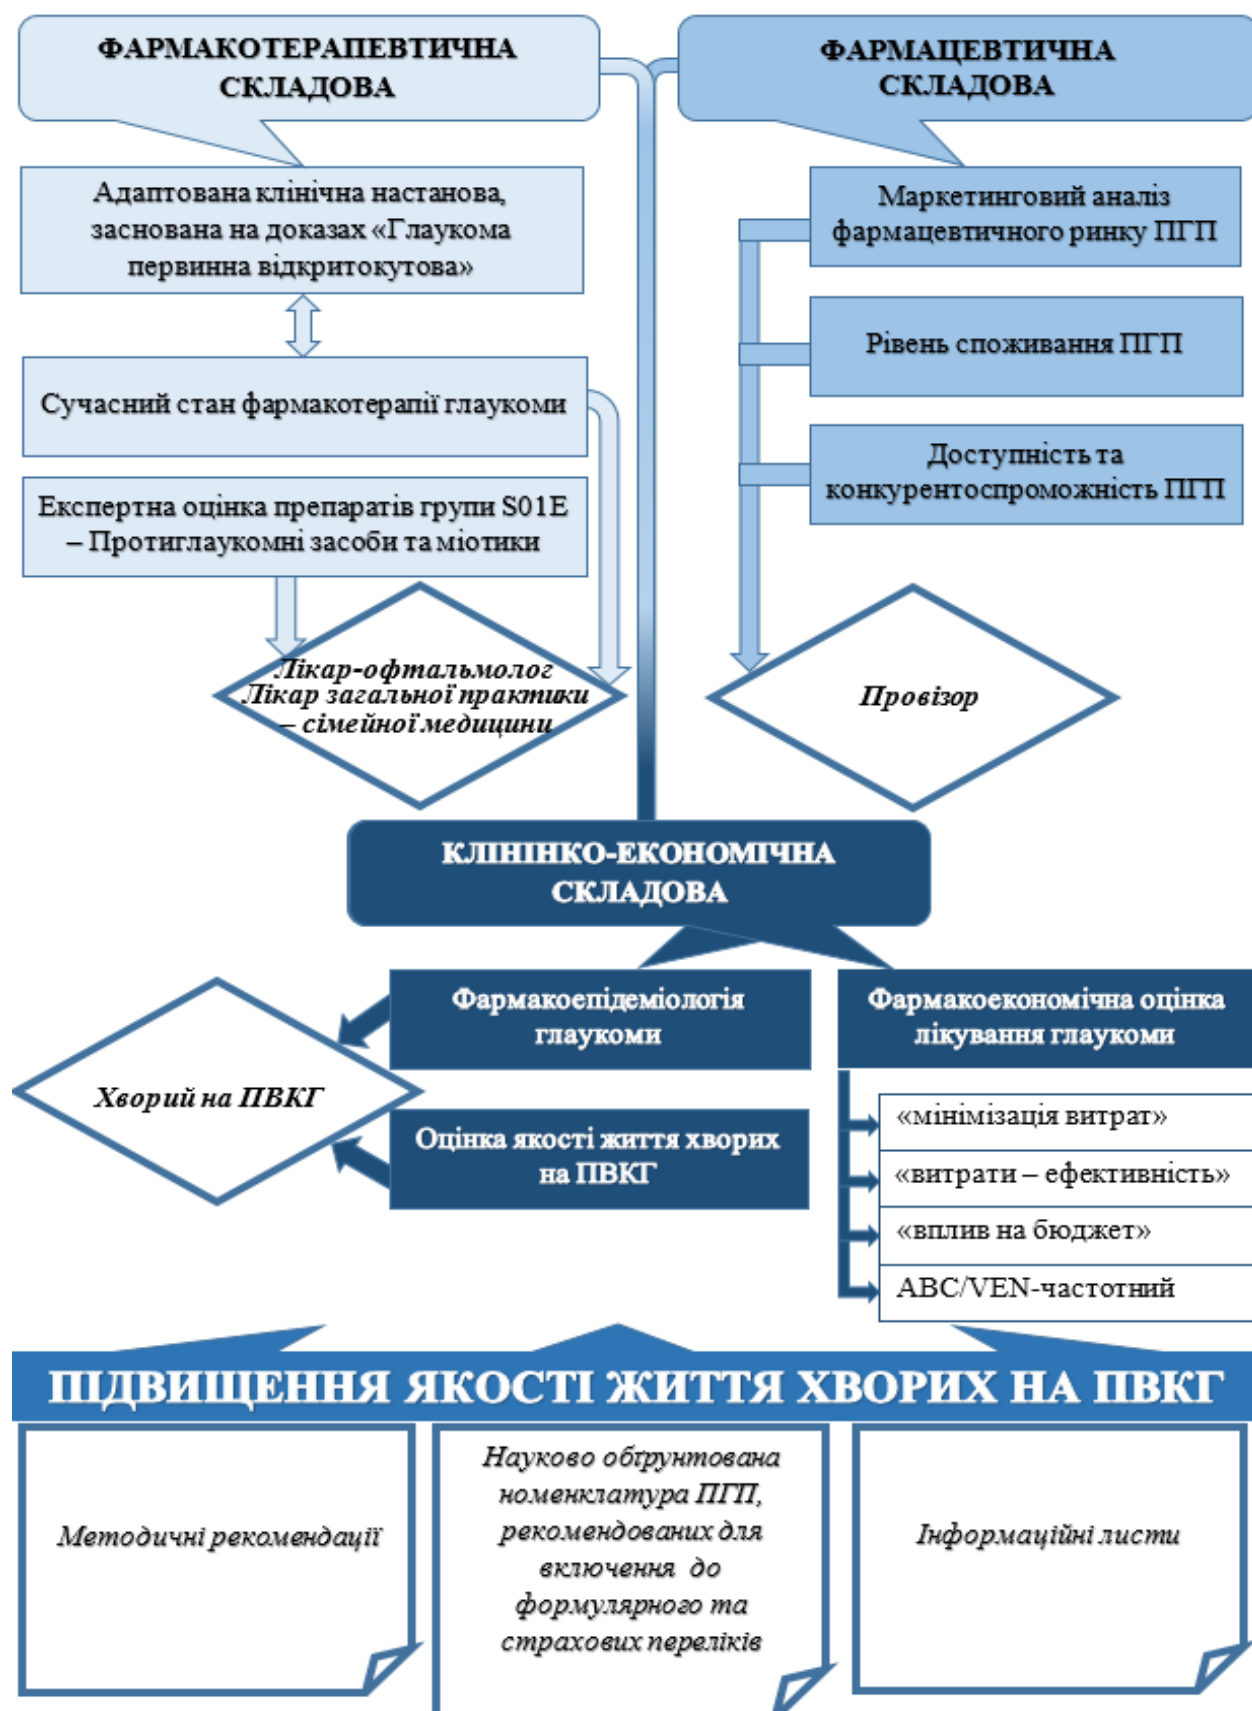 ФАРМАКОТЕРАПЕВТИЧНА
СКЛАДОВА
ФАРМАЦЕВТИЧНА
СКЛАДОВА
Адаптована клінічна настанова,
заснована на доказах «Глаукома
первинна відкритокутова»
Сучасний стан фармакотерапії глаукоми
Експертна оцінка препаратів групи S01E
– Протиглаукомні засоби та міотики
Маркетинговий аналіз
фармацевтичного ринку ПГП
Рівень споживання ПГП
Доступність та
конкурентоспроможність ПГП
Лікар-офтальмолог
Лікар загальної практики
– сімейної медицини
Провізор
КЛІНІНКО-ЕКОНОМІЧНА
СКЛАДОВА
Фармакоепідеміологія
глаукоми
Фармакоекономічна оцінка
лікування глаукоми
Хворий на ПВКГ
Оцінка якості життя хворих
на ПВКГ
«мінімізація витрат»
«витрати – ефективність»
«вплив на бюджет»
ABC/VEN-частотний
ПІДВИЩЕННЯ ЯКОСТІ ЖИТТЯ ХВОРИХ НА ПВКГ
Методичні рекомендації
Науково обґрунтована
номенклатура ПГП,
рекомендованих для
включення до
формулярного та
страхових переліків
Інформаційні листи